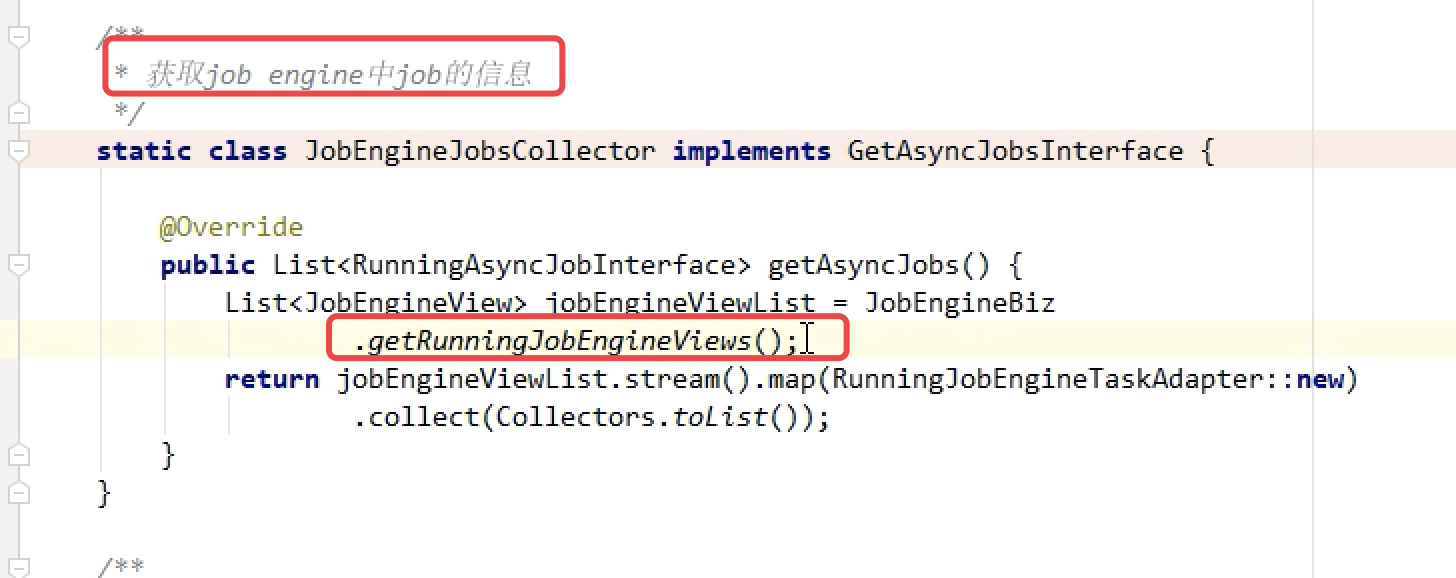 /**
* 获取job engine中job的信息
*/
static class JobEngineJobsCollector implements GetAsyncJobsInterface {
@Override
public List<RunningAsyncJobInterface> getAsyncJobs() {
List<JobEngineView> jobEngineViewList = JobEngineBiz
.getRunningJobEngineViews();
return jobEngineViewList.stream().map(RunningJobEngineTaskAdapter::new)
.collect(Collectors.toList());
}
}
/**